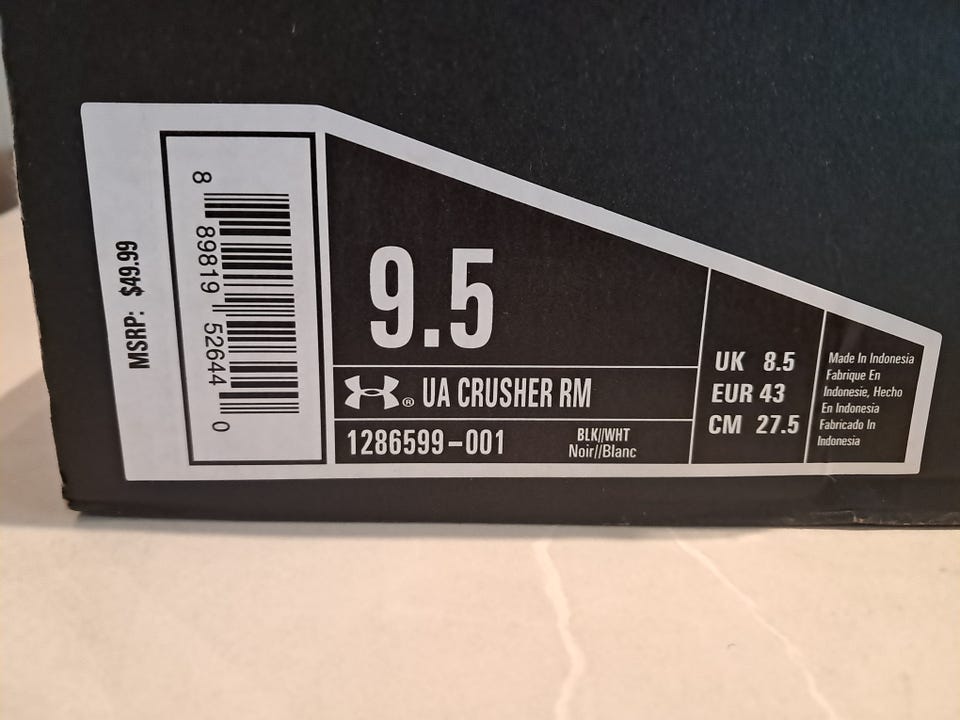 MSRP: $49.99
8 89819 52644 0
9.5
® UA CRUSHER RM
1286599-001
BLK//WHT
Noir//Blanc
UK 8.5
EUR 43
CM 27.5
Made In Indonesia
Fabrique En
Indonesie, Hecho
En Indonesia
Fabricado In
Indonesia